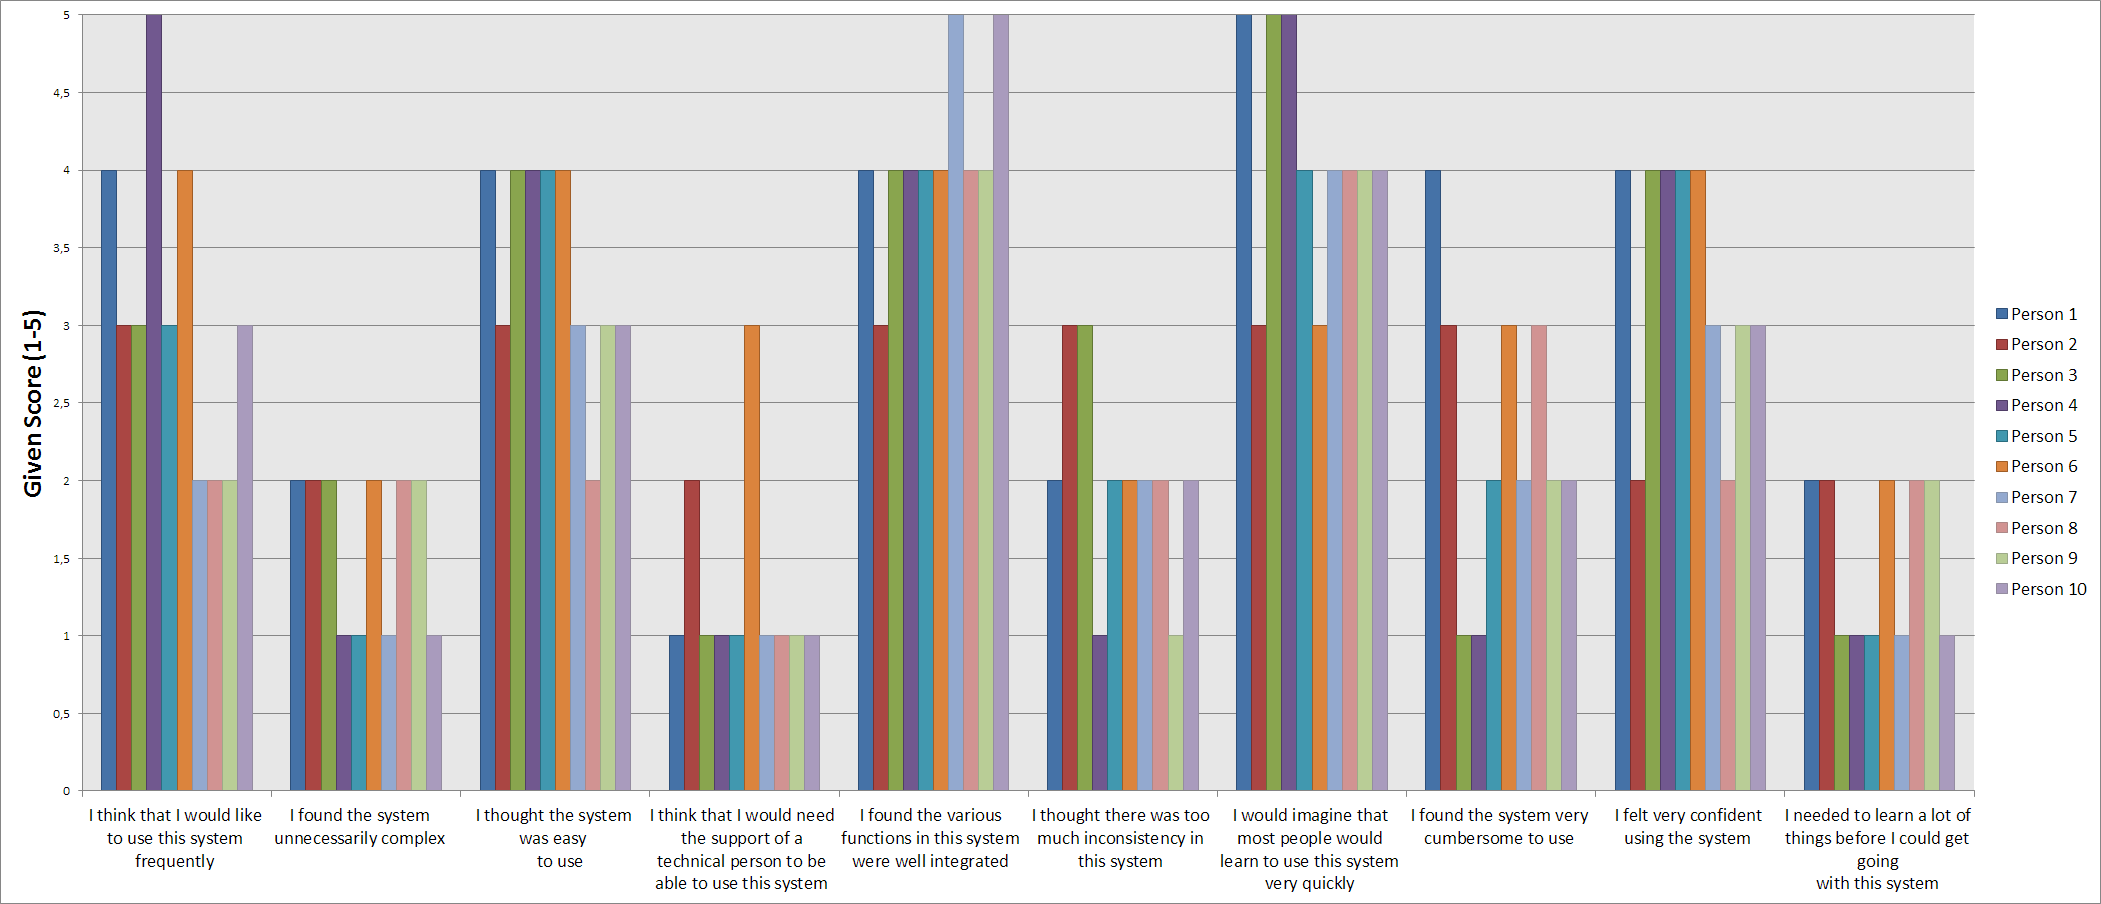 5
4,5
4
3,5
3
2,5
2
1,5
1
0,5
0
Given Score (1-5)
I think that I would like
to use this system
frequently
I found the system
unnecessarily complex
I thought the system
was easy
to use
I think that I would need
the support of a
technical person to be
able to use this system
I found the various
functions in this system
were well integrated
I thought there was too
much inconsistency in
this system
I would imagine that
most people would
learn to use this system
very quickly
I found the system very
cumbersome to use
I felt very confident
using the system
I needed to learn a lot of
things before I could get
going
with this system
Person 1
Person 2
Person 3
Person 4
Person 5
Person 6
Person 7
Person 8
Person 9
Person 10